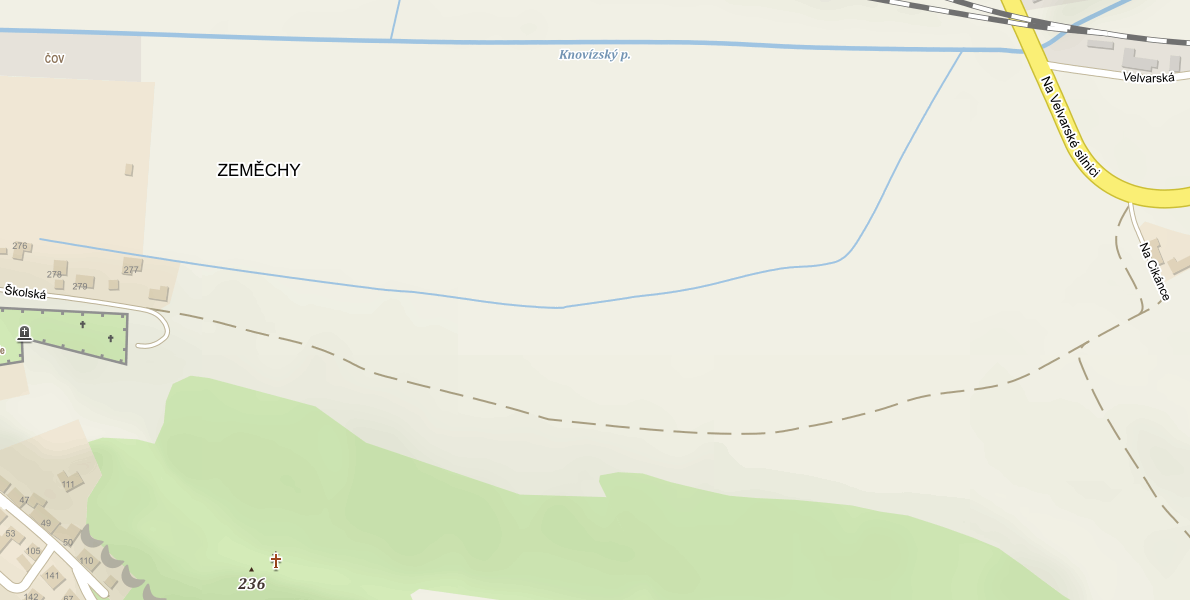 Knovízský p.
ČOV
Velvarská
Na Velvarské silnici
ZEMĚCHY
276
278
277
279
Na Cikánce
Školská
e
111
47
49
53
50
105
110
141
142
67
236